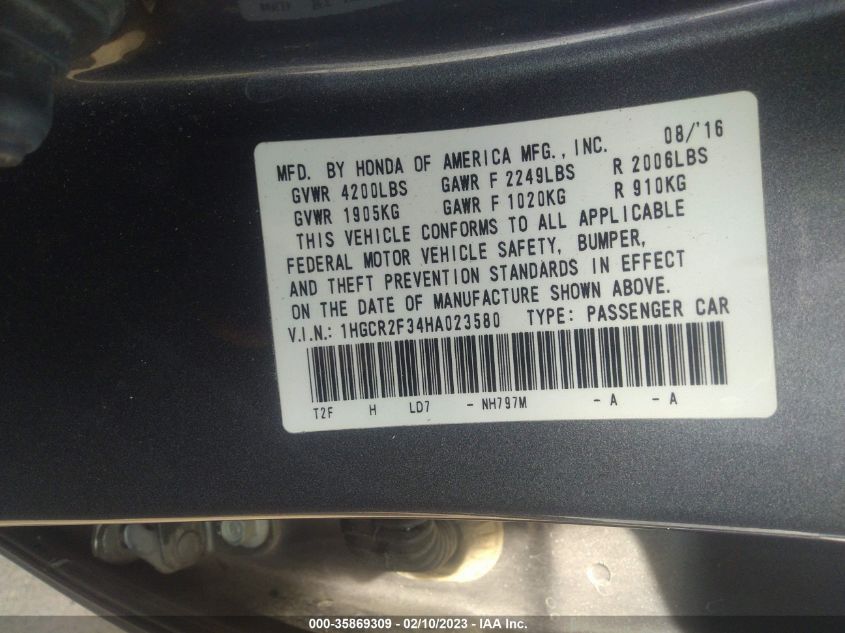 MFD. BY HONDA OF AMERICA MFG., INC. 08/'16
GVWR 4200LBS GAWR F 2249LBS R 2006LBS
GVWR 1905KG GAWR F 1020KG R 910KG
THIS VEHICLE CONFORMS TO ALL APPLICABLE
FEDERAL MOTOR VEHICLE SAFETY, BUMPER,
AND THEFT PREVENTION STANDARDS IN EFFECT
ON THE DATE OF MANUFACTURE SHOWN ABOVE.
V.I.N.: 1HGCR2F34HA023580 TYPE: PASSENGER CAR
T2F H LD7 - NH797M - A - A
000-35869309 - 02/10/2023 - IAA Inc.